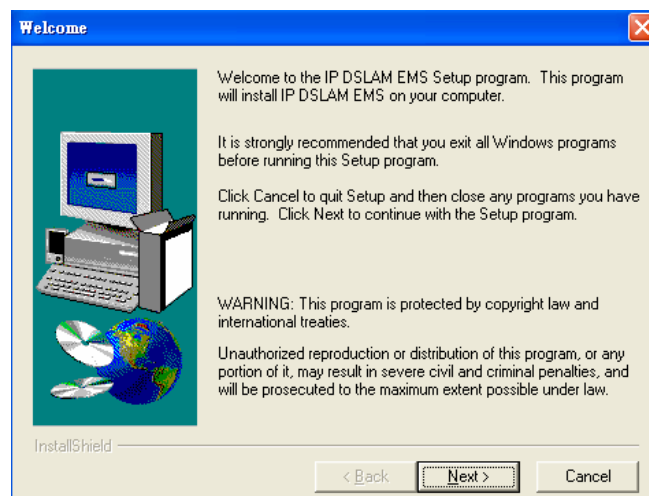 Welcome
Welcome to the IP DSLAM EMS Setup program.  This program
will install IP DSLAM EMS on your computer.
It is strongly recommended that you exit all Windows programs
before running this Setup program.
Click Cancel to quit Setup and then close any programs you have
running.  Click Next to continue with the Setup program.
WARNING: This program is protected by copyright law and
international treaties.
Unauthorized reproduction or distribution of this program, or any
portion of it, may result in severe civil and criminal penalties, and
will be prosecuted to the maximum extent possible under law.
InstallShield
< Back
Next >
Cancel